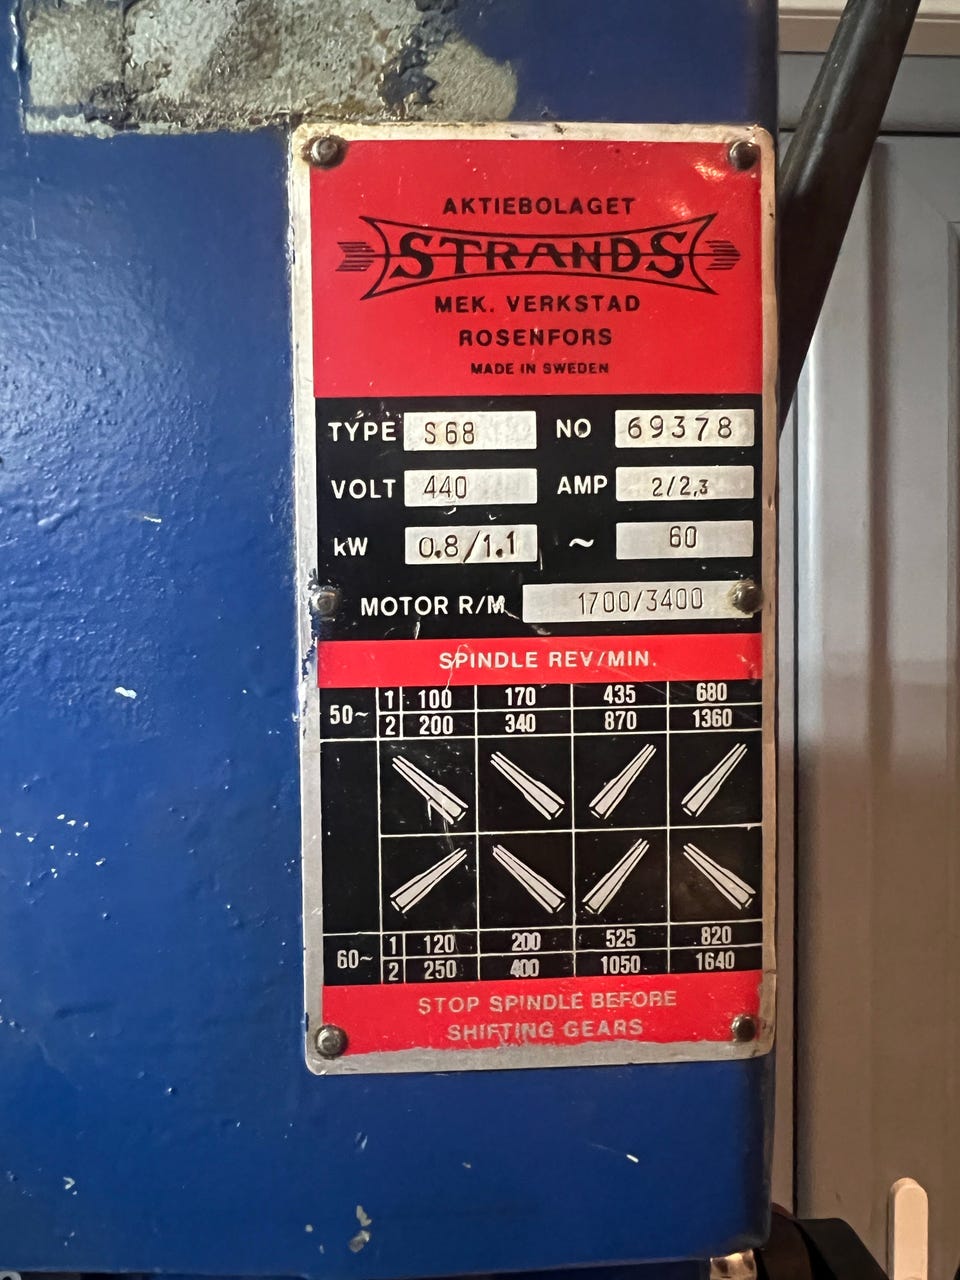 AKTIEBOLAGET
STRANDS
MEK. VERKSTAD
ROSENFORS
MADE IN SWEDEN
TYPE S68 NO 69378
VOLT 440 AMP 2/2,3
kW 0.8/1.1 ~ 60
MOTOR R/M 1700/3400
SPINDLE REV/MIN.
50~ 1 100 170 435 680
2 200 340 870 1360
60~ 1 120 200 525 820
2 250 400 1050 1640
STOP SPINDLE BEFORE
SHIFTING GEARS